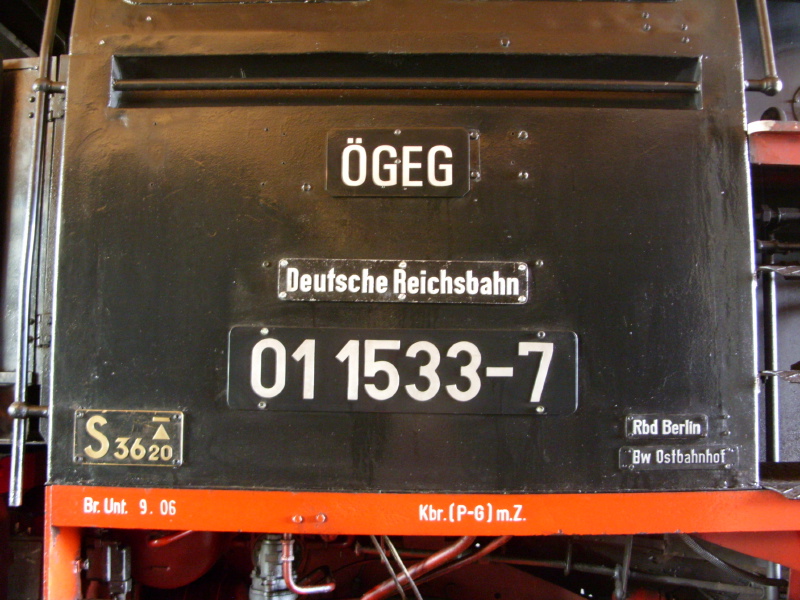 ÖGEG
Deutsche Reichsbahn
01 1533-7
S 36 20
Rbd Berlin
Bw Ostbahnhof
Br. Unt. 9. 06
Kbr. (P-G) m. Z.